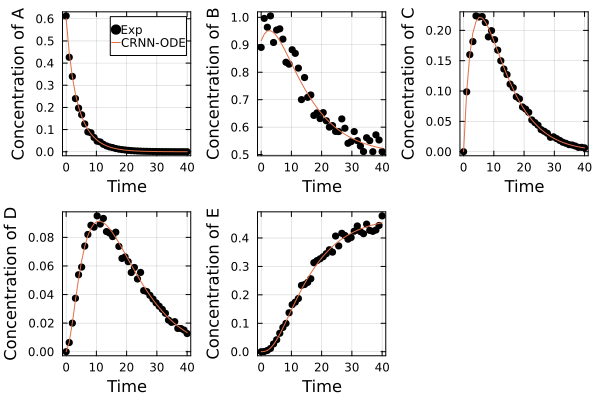 Concentration of A
0.6
0.5
0.4
0.3
0.2
0.1
0.0
0 10 20 30 40
Time
Exp
CRNN-ODE
Concentration of B
1.0
0.9
0.8
0.7
0.6
0.5
0 10 20 30 40
Time
Concentration of C
0.20
0.15
0.10
0.05
0.00
0 10 20 30 40
Time
Concentration of D
0.08
0.06
0.04
0.02
0.00
0 10 20 30 40
Time
Concentration of E
0.4
0.3
0.2
0.1
0.0
0 10 20 30 40
Time